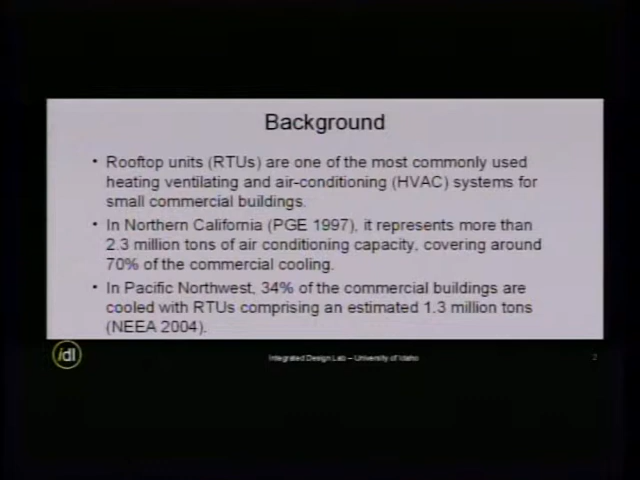 Background
• Rooftop units (RTUs) are one of the most commonly used
heating ventilating and air-conditioning (HVAC) systems for
small commercial buildings.
• In Northern California (PGE 1997), it represents more than
2.3 million tons of air conditioning capacity, covering around
70% of the commercial cooling.
• In Pacific Northwest, 34% of the commercial buildings are
cooled with RTUs comprising an estimated 1.3 million tons
(NEEA 2004).
idl
Integrated Design Lab – University of Idaho
2